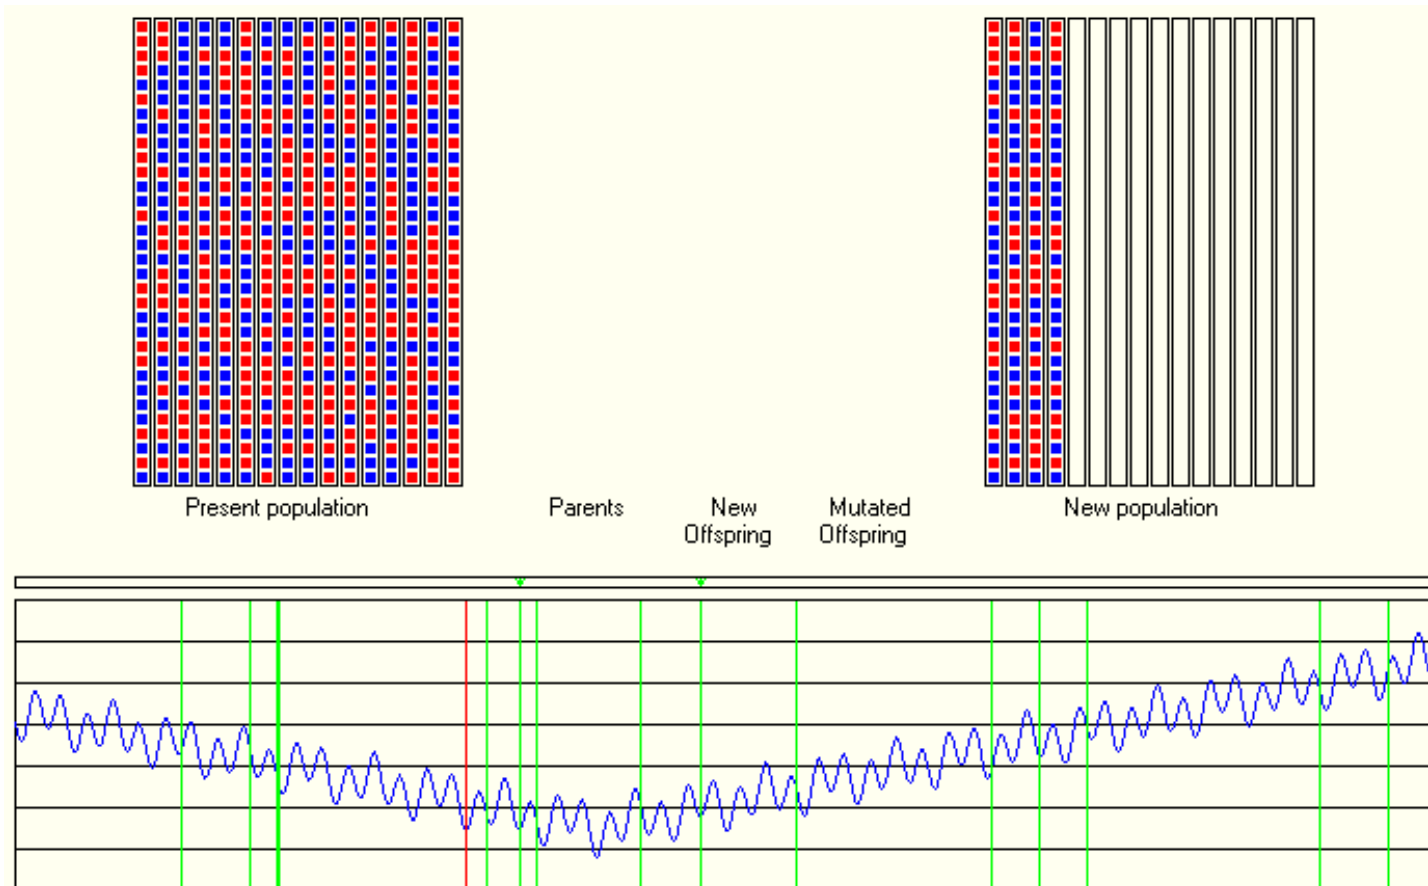 Present population
Parents
New
Offspring
Mutated
Offspring
New population